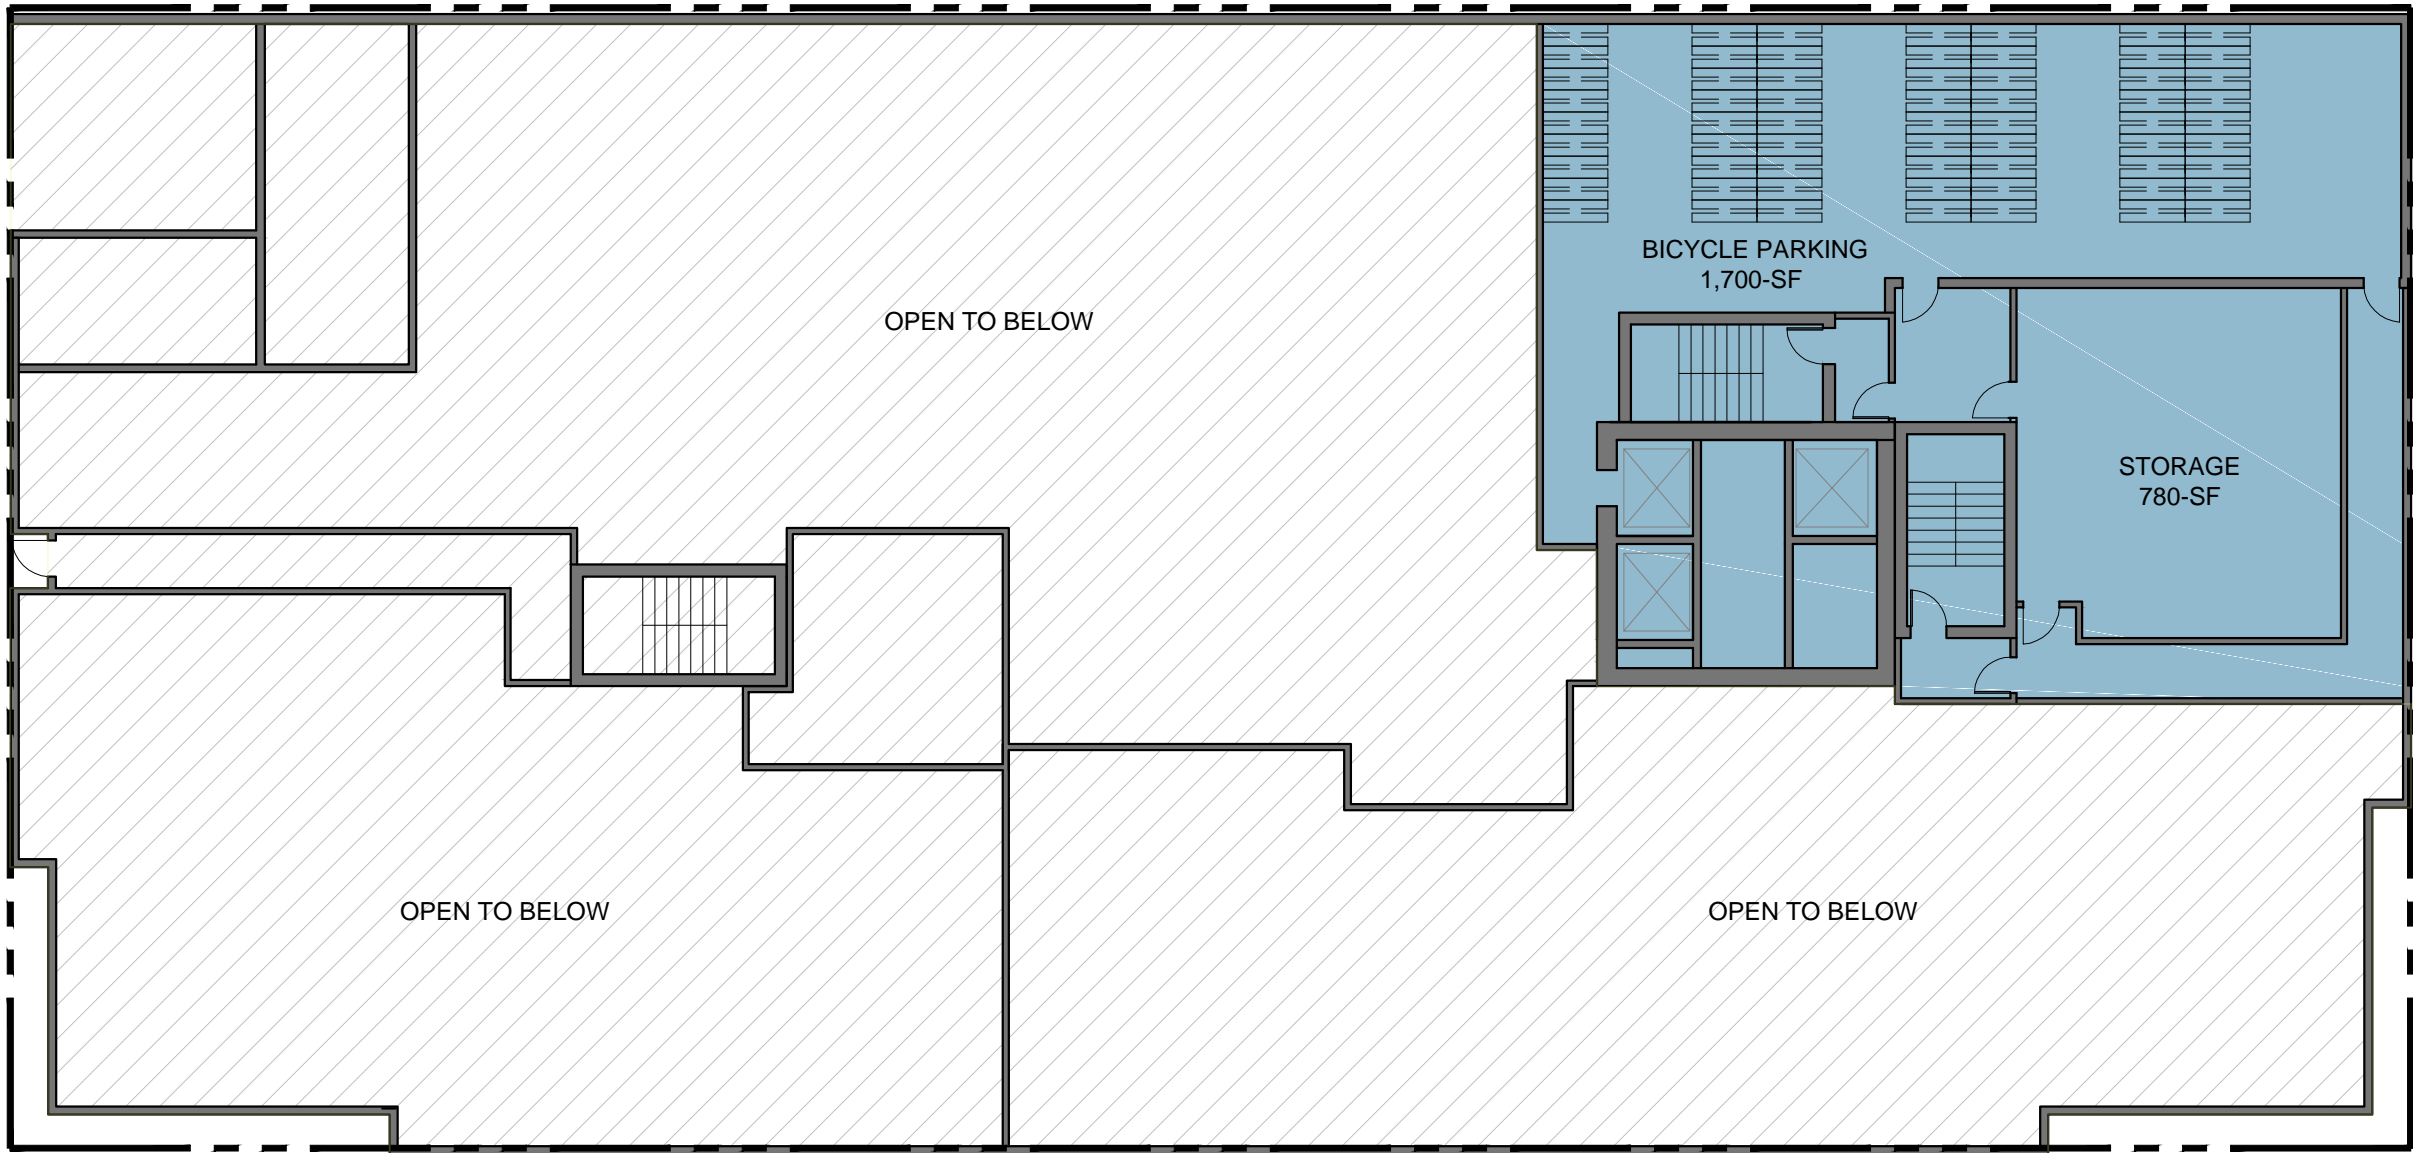 BICYCLE PARKING
1,700-SF
OPEN TO BELOW
STORAGE
780-SF
OPEN TO BELOW
OPEN TO BELOW